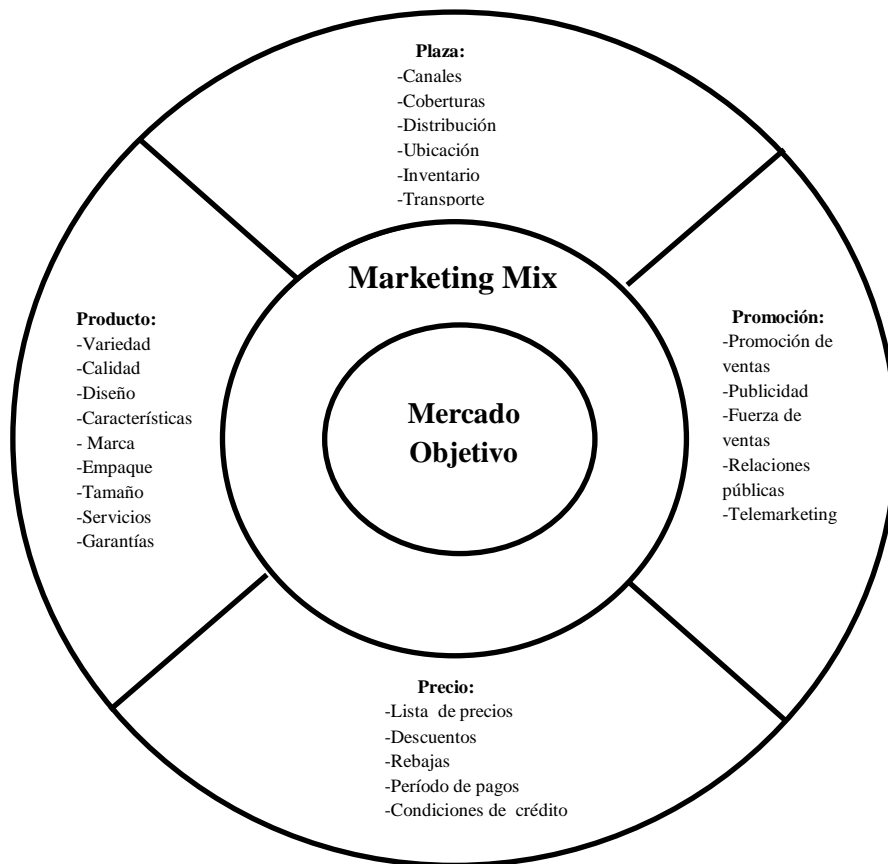 Plaza:
-Canales
-Coberturas
-Distribución
-Ubicación
-Inventario
-Transporte
Marketing Mix
Mercado
Objetivo
Producto:
-Variedad
-Calidad
-Diseño
-Características
- Marca
-Empaque
-Tamaño
-Servicios
-Garantías
Promoción:
-Promoción de
ventas
-Publicidad
-Fuerza de
ventas
-Relaciones
públicas
-Telemarketing
Precio:
-Lista  de precios
-Descuentos
-Rebajas
-Período de pagos
-Condiciones de  crédito